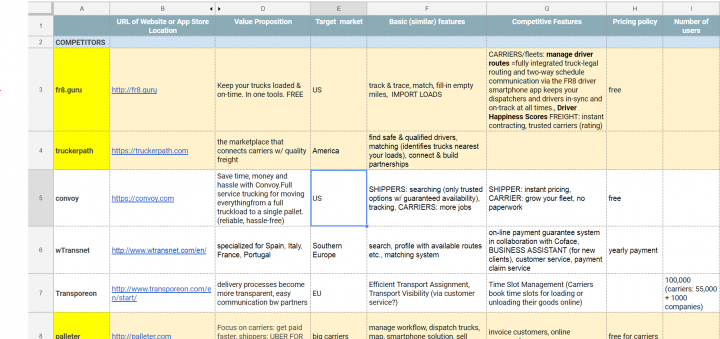 A B D E F G H I
1 URL of Website or App Store Location Value Proposition Target market Basic (similar) features Competitive Features Pricing policy Number of users
2 COMPETITORS
CARRIERS/fleets: manage driver
routes =fully integrated truck-legal
routing and two-way schedule
communication via the FR8 driver
smartphone app keeps your
dispatchers and drivers in-sync and
on-track at all times., Driver
Happiness Scores FREIGHT: instant
contracting, trusted carriers (rating)
3 fr8.guru http://fr8.guru
Keep your trucks loaded &
on-time. In one tools. FREE
US
track & trace, match, fill-in empty
miles, IMPORT LOADS
free
4 truckerpath https://truckerpath.com
the marketplace that
connects carriers w/ quality
freight
America
find safe & qualified drivers,
matching (identifies trucks nearest
your loads), connect & build
partnerships
5 convoy https://convoy.com
Save time, money and
hassle with Convoy.Full
service trucking for moving
everythingfrom a full
truckload to a single pallet.
(reliable, hassle-free)
US
SHIPPERS: searching (only trusted
options w/ guaranteed availability),
tracking, CARRIERS: more jobs
SHIPPER: instant pricing,
CARRIER: grow your fleet, no
paperwork
free
6 wTransnet http://www.wtransnet.com/en/
specialized for Spain, Italy,
France, Portugal
Southern
Europe
search, profile with available routes
etc., matching system
on-line payment guarantee system
in collaboration with Coface,
BUSINESS ASSISTANT (for new
clients), customer service, payment
claim service
yearly payment
7 Transporeon
http://www.transporeon.com/e
n/start/
delivery processes become
more transparent, easy
communication bw partners
EU
Efficient Transport Assignment,
Transport Visibility (via
customer service?)
Time Slot Management (Carriers
book time slots for loading or
unloading their goods online)
100,000
(carriers: 55,000
+ 1000
companies)
8 palleter http://palleter.com
Focus on carriers: get paid
faster, shippers: UBER FOR
big carriers
manage workflow, dispatch trucks,
map, smartphone solution, sell
invoice customers, online
free for carriers